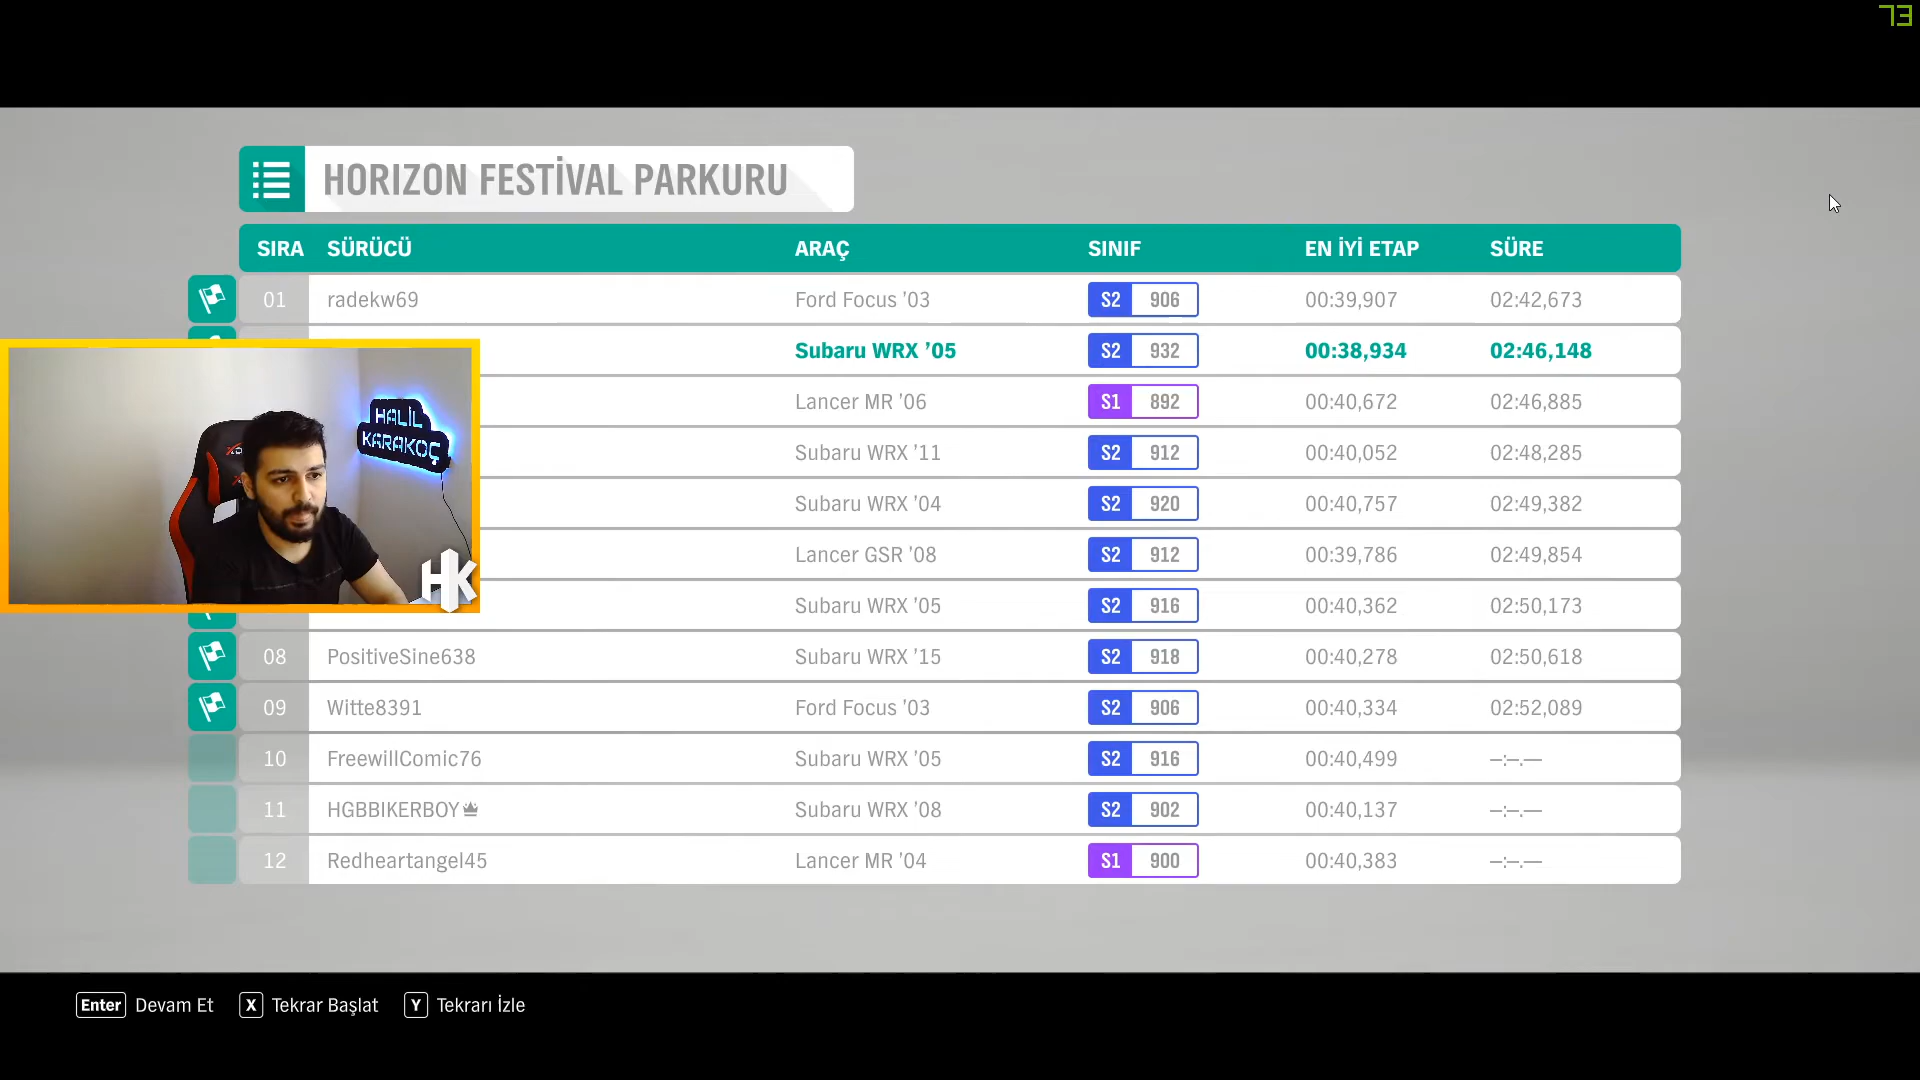 73
HORIZON FESTİVAL PARKURU
SIRA SÜRÜCÜ ARAÇ SINIF EN İYİ ETAP SÜRE
01 radekw69 Ford Focus ’03 S2 906 00:39,907 02:42,673
Subaru WRX ’05 S2 932 00:38,934 02:46,148
Lancer MR ’06 S1 892 00:40,672 02:46,885
Subaru WRX ’11 S2 912 00:40,052 02:48,285
Subaru WRX ’04 S2 920 00:40,757 02:49,382
Lancer GSR ’08 S2 912 00:39,786 02:49,854
Subaru WRX ’05 S2 916 00:40,362 02:50,173
HALİL
KARAKOÇ
HK
08 PositiveSine638 Subaru WRX ’15 S2 918 00:40,278 02:50,618
09 Witte8391 Ford Focus ’03 S2 906 00:40,334 02:52,089
10 FreewillComic76 Subaru WRX ’05 S2 916 00:40,499 –:–.–
11 HGBBIKERBOY Subaru WRX ’08 S2 902 00:40,137 –:–.–
12 Redheartangel45 Lancer MR ’04 S1 900 00:40,383 –:–.–
Enter Devam Et X Tekrar Başlat Y Tekrarı İzle